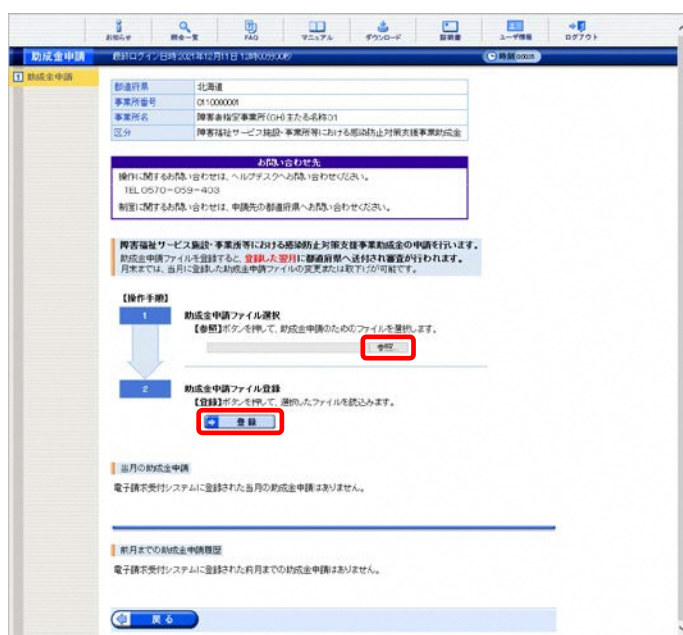 お知らせ
照会一覧
FAQ
マニュアル
ダウンロード
証明書
ユーザ情報
ログアウト
助成金申請
最終ログイン日時:2021年12月11日 12時00分00秒
時刻
1 助成金申請
都道府県 北海道
事業所番号 0110000001
事業所名 障害者指定事業所(GH)主たる名称01
区分 障害福祉サービス施設・事業所等における感染防止対策支援事業助成金
お問い合わせ先
操作に関するお問い合わせは、ヘルプデスクへお問い合わせください。
TEL 0570-059-403
制度に関するお問い合わせは、申請先の都道府県へお問い合わせください。
障害福祉サービス施設・事業所等における感染防止対策支援事業助成金の申請を行います。
助成金申請ファイルを登録すると、登録した翌月に都道府県へ送付され審査が行われます。
月末までは、当月に登録した助成金申請ファイルの変更または取下げが可能です。
【操作手順】
1 助成金申請ファイル選択
【参照】ボタンを押して、助成金申請のためのファイルを選択します。
参照...
2 助成金申請ファイル登録
【登録】ボタンを押して、選択したファイルを読込みます。
登録
当月の助成金申請
電子請求受付システムに登録された当月の助成金申請はありません。
前月までの助成金申請履歴
電子請求受付システムに登録された前月までの助成金申請はありません。
戻る